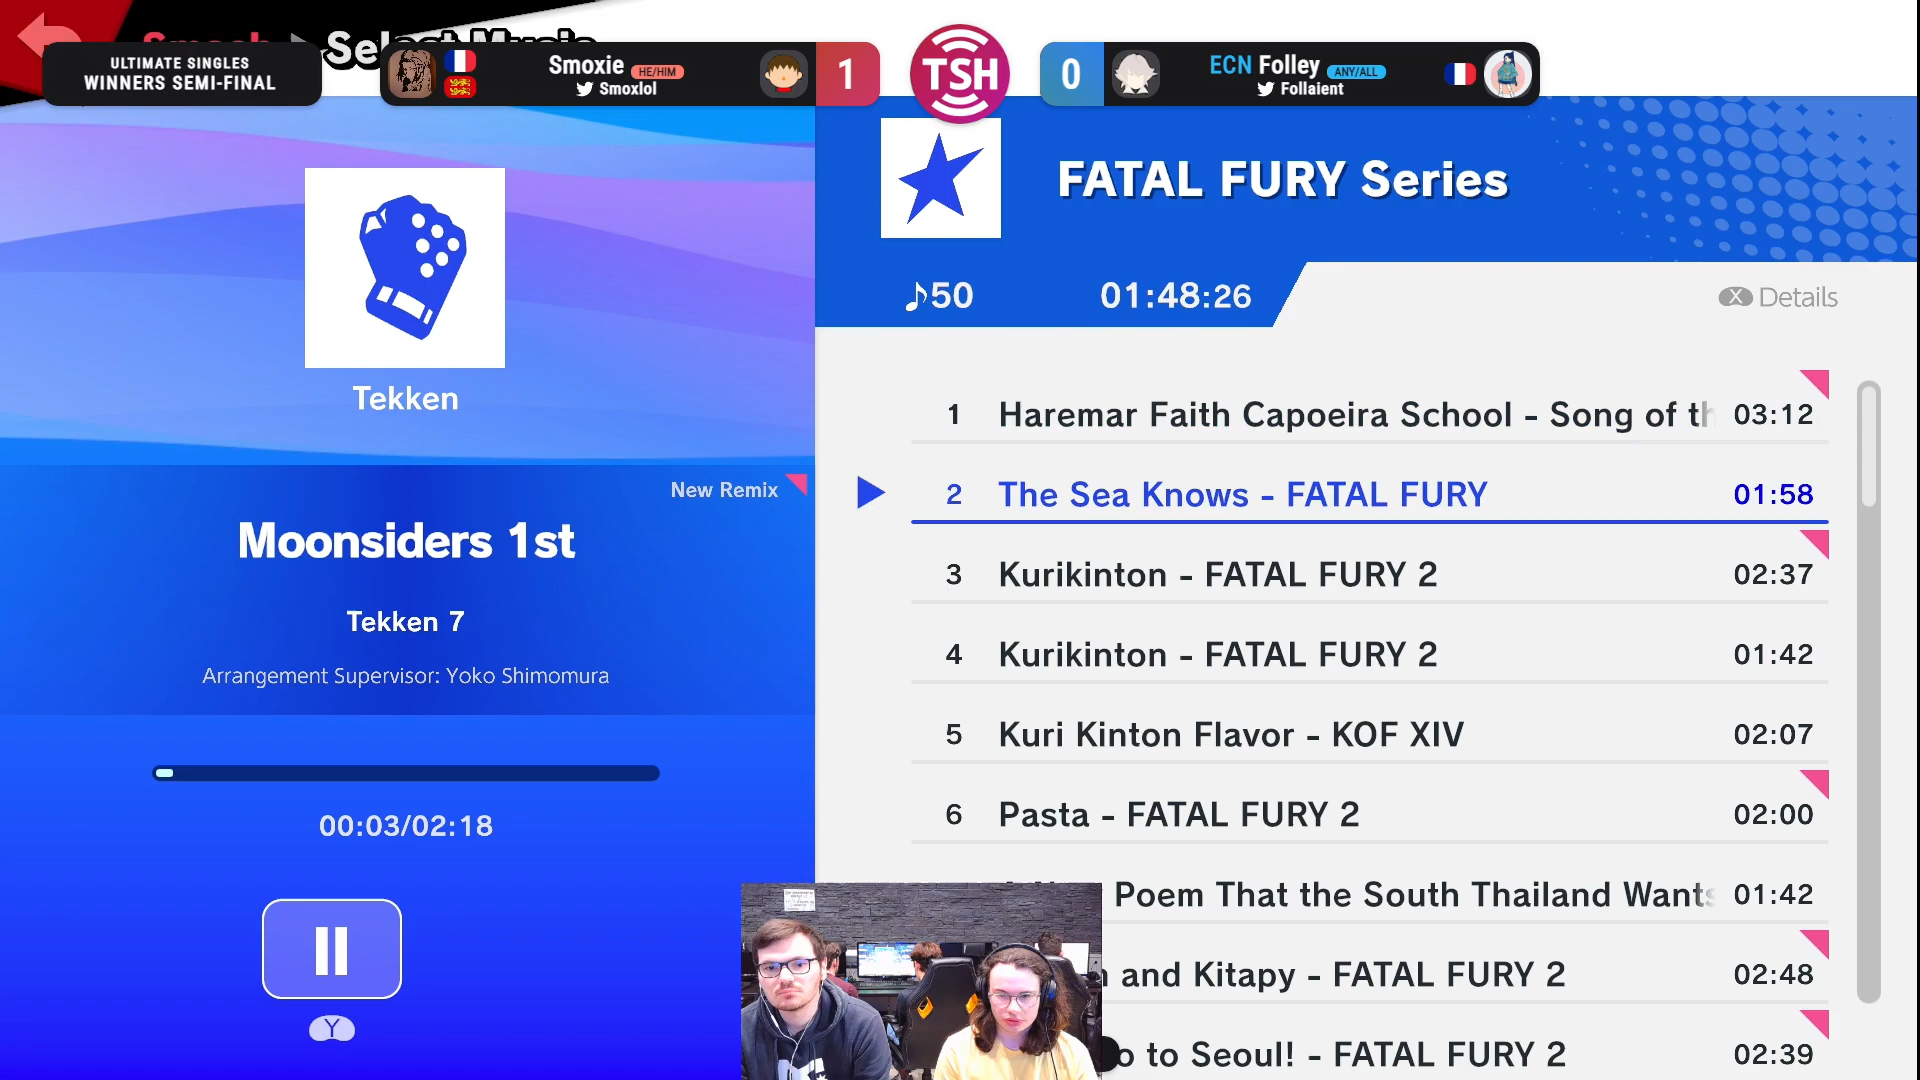 Smash Select Music
ULTIMATE SINGLES
WINNERS SEMI-FINAL
Smoxie HE/HIM
Smoxlol
1
TSH
0
ECN Folley ANY/ALL
Follaient
Tekken
New Remix
Moonsiders 1st
Tekken 7
Arrangement Supervisor: Yoko Shimomura
00:03/02:18
Y
FATAL FURY Series
♪50 01:48:26
X Details
1 Haremar Faith Capoeira School - Song of th 03:12
2 The Sea Knows - FATAL FURY 01:58
3 Kurikinton - FATAL FURY 2 02:37
4 Kurikinton - FATAL FURY 2 01:42
5 Kuri Kinton Flavor - KOF XIV 02:07
6 Pasta - FATAL FURY 2 02:00
Poem That the South Thailand Wants 01:42
and Kitapy - FATAL FURY 2 02:48
o to Seoul! - FATAL FURY 2 02:39